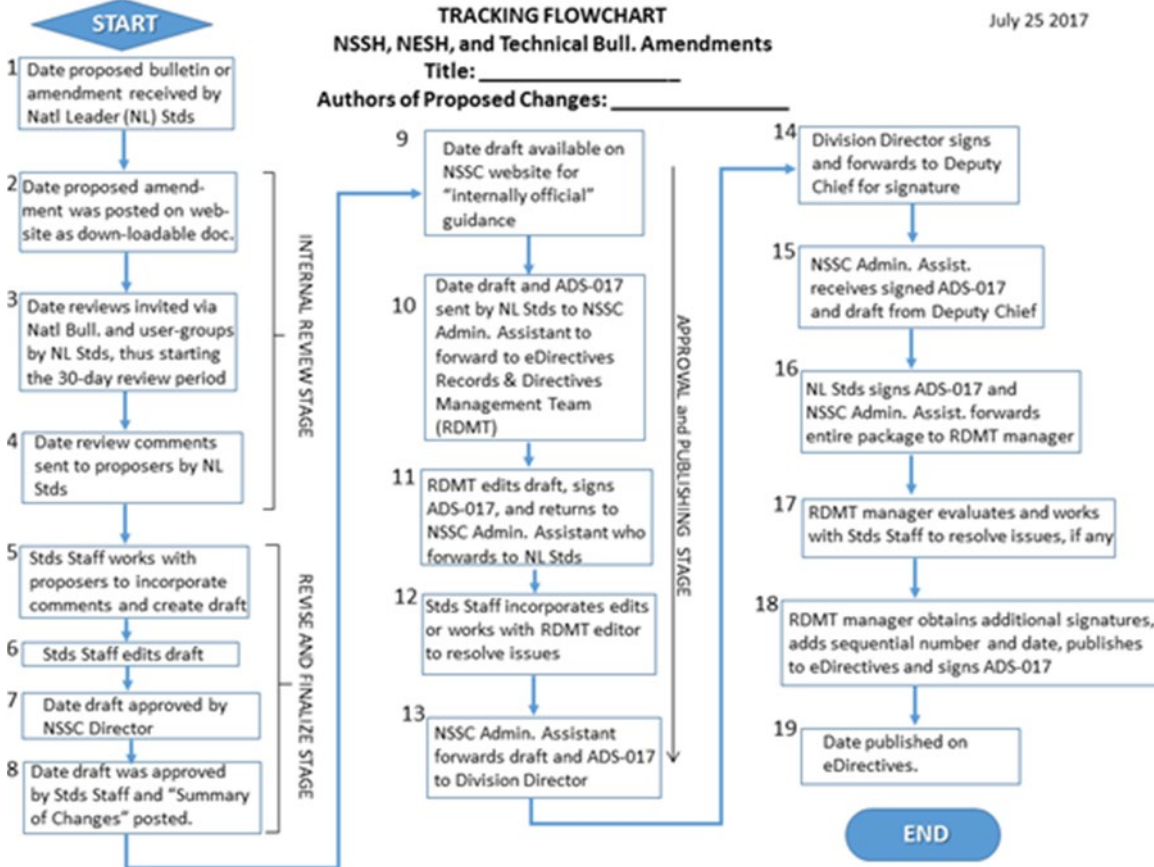 START
TRACKING FLOWCHART
NSSH, NESH, and Technical Bull. Amendments
Title: __________________
Authors of Proposed Changes: ________________
July 25 2017
1
Date proposed bulletin or
amendment received by
Natl Leader (NL) Stds
2
Date proposed amend-
ment was posted on web-
site as down-loadable doc.
3
Date reviews invited via
Natl Bull. and user-groups
by NL Stds, thus starting
the 30-day review period
4
Date review comments
sent to proposers by NL
Stds
INTERNAL REVIEW STAGE
5
Stds Staff works with
proposers to incorporate
comments and create draft
6
Stds Staff edits draft
7
Date draft approved by
NSSC Director
8
Date draft was approved
by Stds Staff and “Summary
of Changes” posted.
REVISE AND FINALIZE STAGE
9
Date draft available on
NSSC website for
“internally official”
guidance
10
Date draft and ADS-017
sent by NL Stds to NSSC
Admin. Assistant to
forward to eDirectives
Records & Directives
Management Team
(RDMT)
11
RDMT edits draft, signs
ADS-017, and returns to
NSSC Admin. Assistant who
forwards to NL Stds
12
Stds Staff incorporates edits
or works with RDMT editor
to resolve issues
13
NSSC Admin. Assistant
forwards draft and ADS-017
to Division Director
APPROVAL and PUBLISHING STAGE
14
Division Director signs
and forwards to Deputy
Chief for signature
15
NSSC Admin. Assist.
receives signed ADS-017
and draft from Deputy Chief
16
NL Stds signs ADS-017 and
NSSC Admin. Assist. forwards
entire package to RDMT manager
17
RDMT manager evaluates and works
with Stds Staff to resolve issues, if any
18
RDMT manager obtains additional signatures,
adds sequential number and date, publishes
to eDirectives and signs ADS-017
19
Date published on
eDirectives.
END